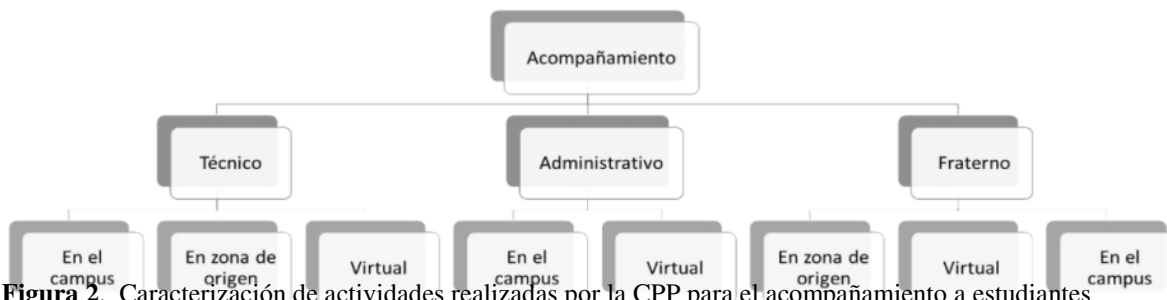 Acompañamiento
Técnico
Administrativo
Fraterno
En el
campus
En zona de
origen
Virtual
En el
campus
Virtual
En zona de
origen
Virtual
En el
campus
Figura 2. Caracterización de actividades realizadas por la CPP para el acompañamiento a estudiantes